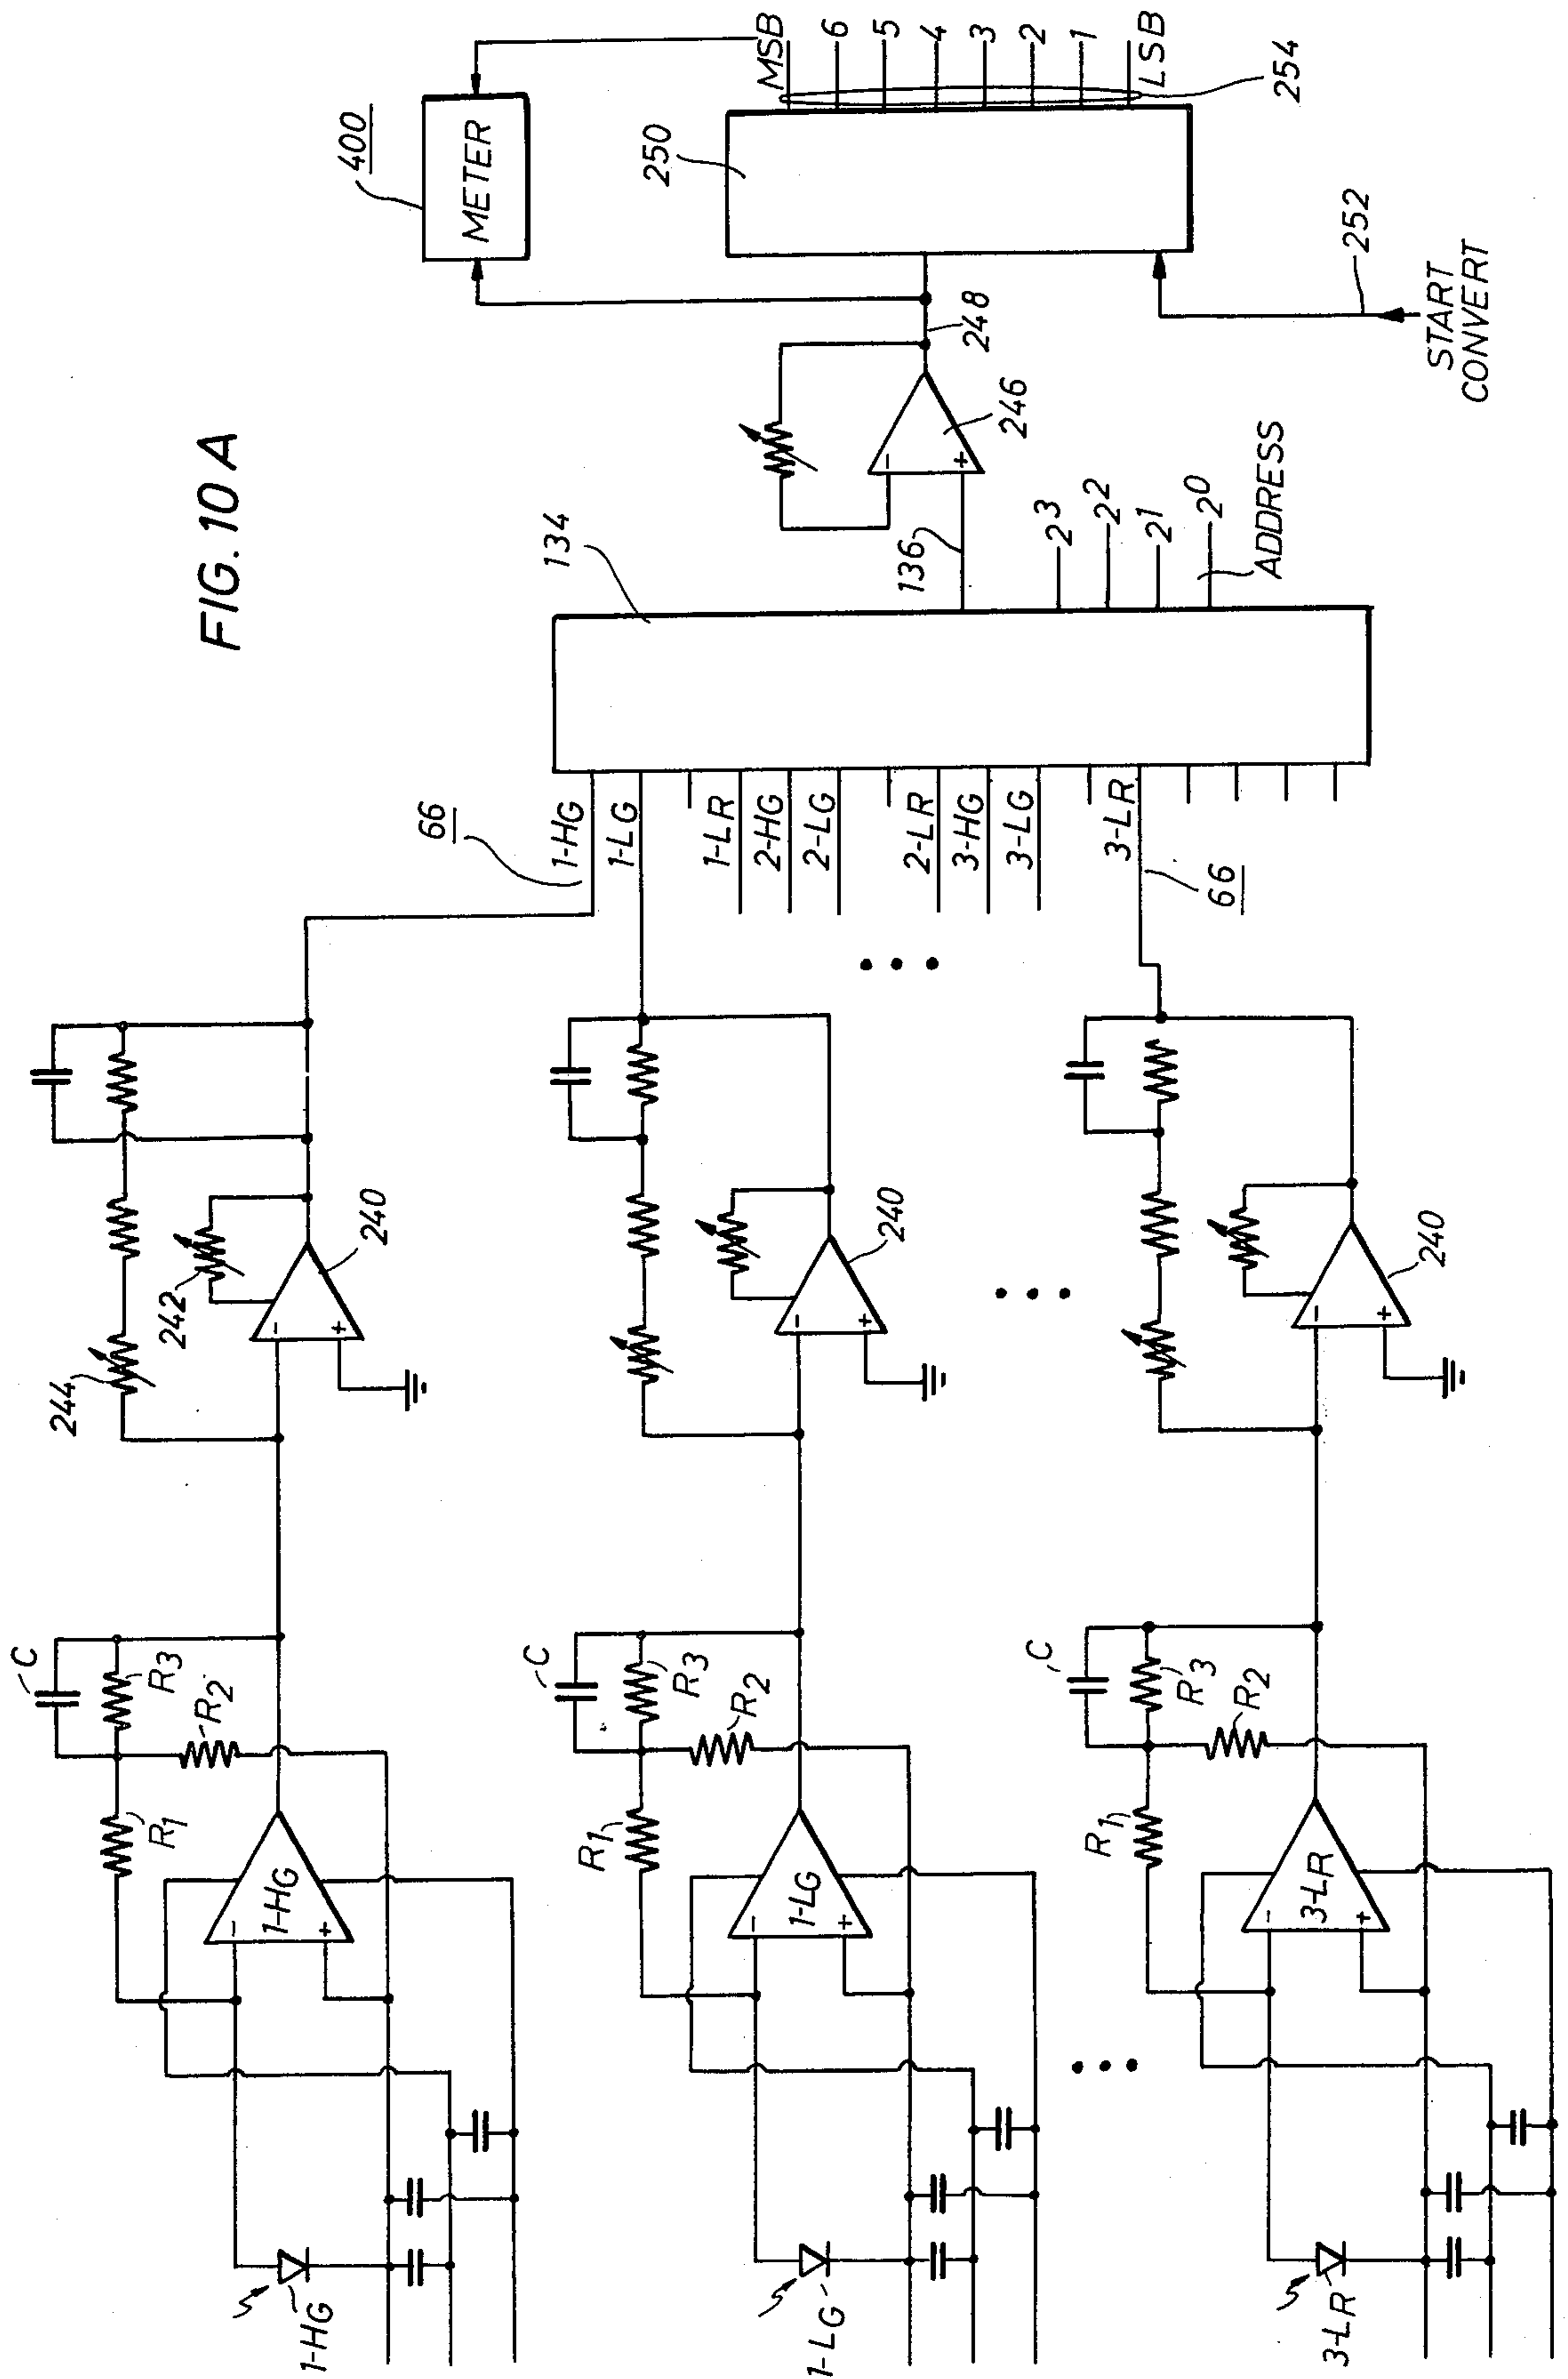 FIG. 10 A
C
R3
R2
R1
1-HG
- +
1-HG
244
242
- +
240
66
1-HG
1-LG
1-LR
2-HG
2-LG
2-LR
3-HG
3-LG
3-LR
66
134
136
2³
2²
2¹
2⁰
ADDRESS
- +
246
248
400
METER
250
MSB
6
5
4
3
2
1
LSB
254
252
START
CONVERT
C
R3
R2
R1
1-LG
- +
1-LG
- +
240
C
R3
R2
R1
3-LR
- +
3-LR
- +
240